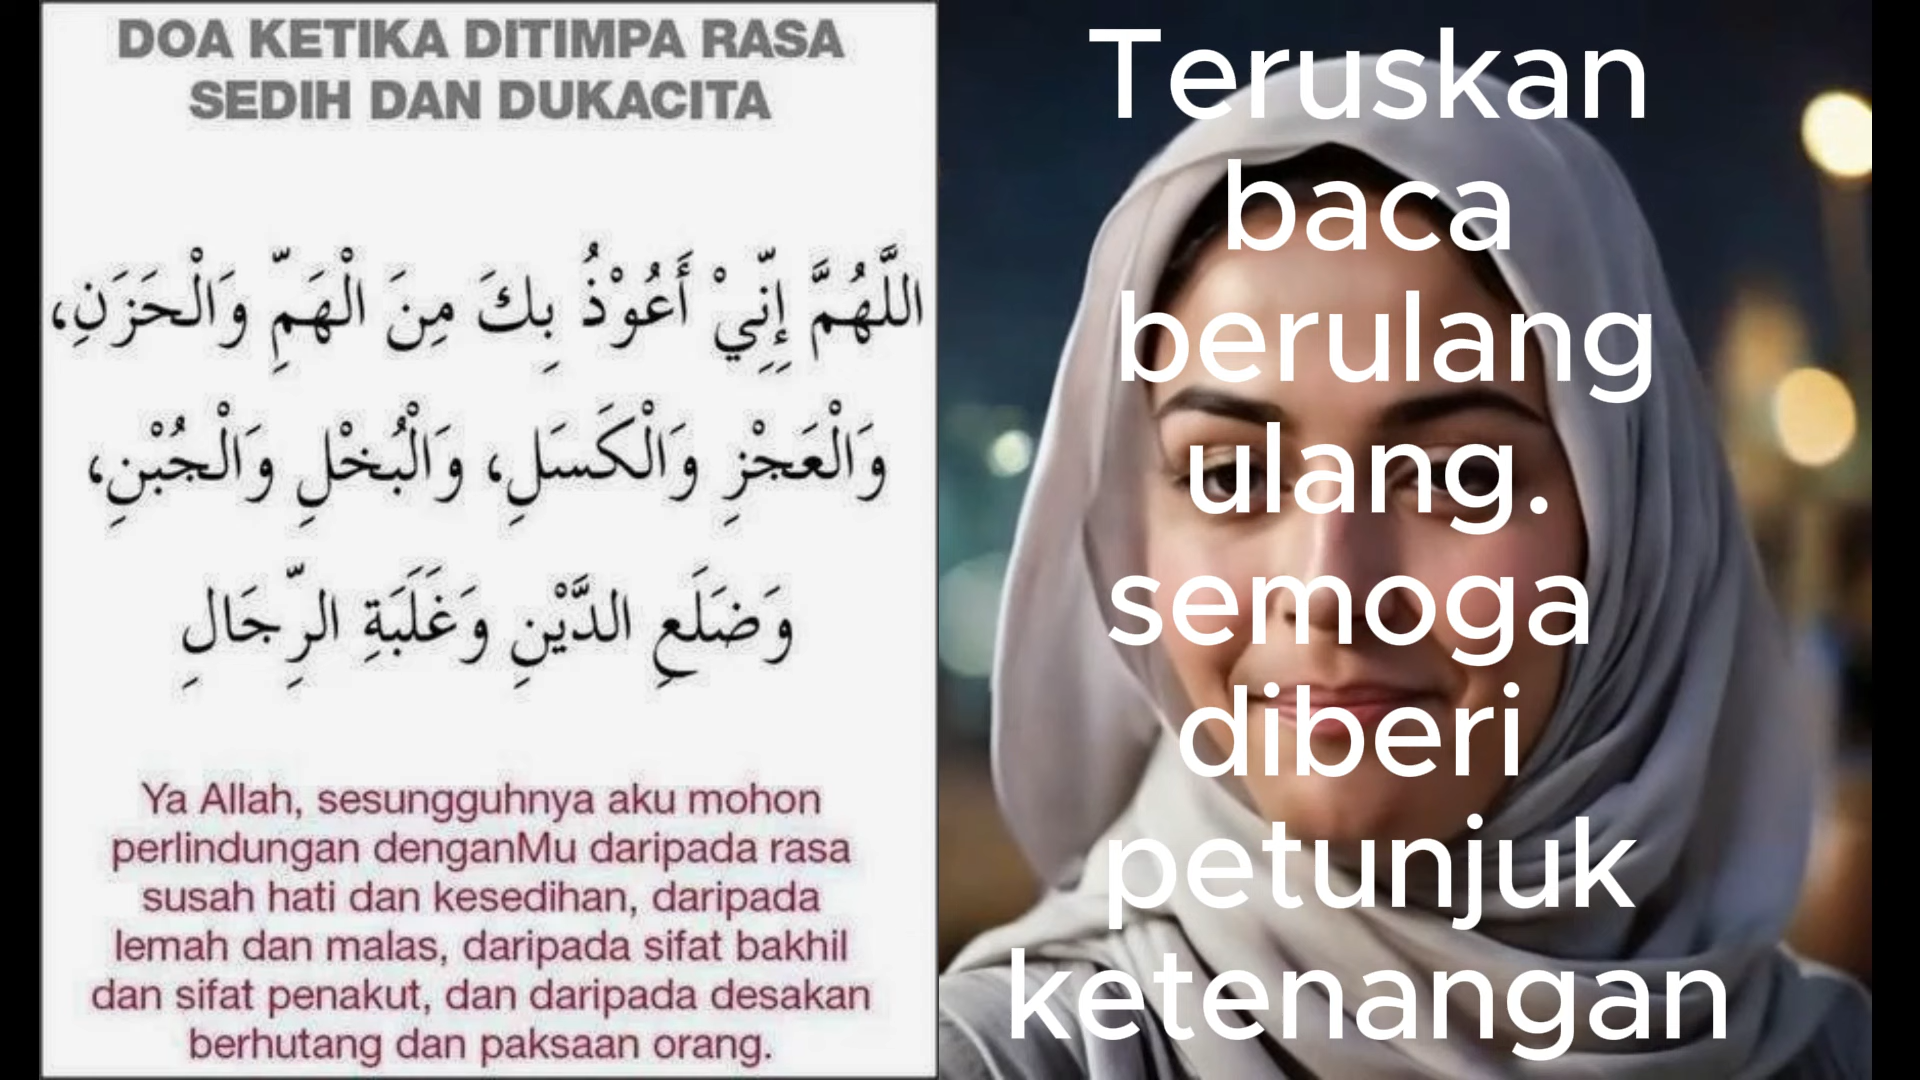 DOA KETIKA DITIMPA RASA
SEDIH DAN DUKACITA
اللَّهُمَّ إِنِّيْ أَعُوْذُ بِكَ مِنَ الْهَمِّ وَالْحَزَنِ،
وَالْعَجْزِ وَالْكَسَلِ، وَالْبُخْلِ وَالْجُبْنِ،
وَضَلَعِ الدَّيْنِ وَغَلَبَةِ الرِّجَالِ
Ya Allah, sesungguhnya aku mohon
perlindungan denganMu daripada rasa
susah hati dan kesedihan, daripada
lemah dan malas, daripada sifat bakhil
dan sifat penakut, dan daripada desakan
berhutang dan paksaan orang.
Teruskan
baca
berulang
ulang.
semoga
diberi
petunjuk
ketenangan